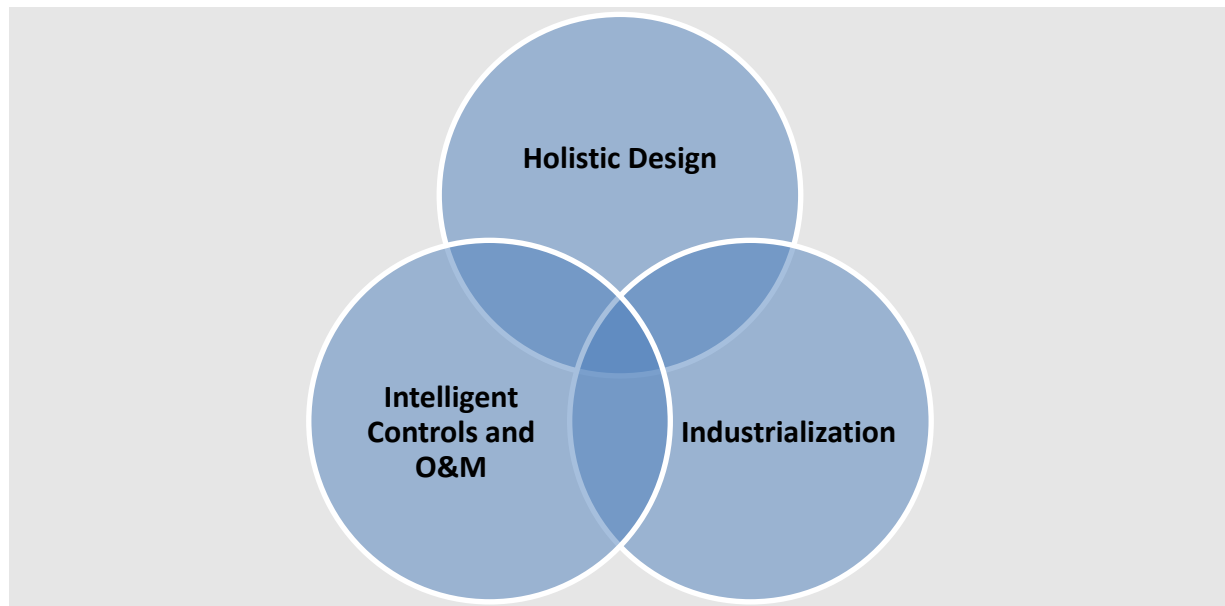 Holistic Design
Intelligent
Controls and
O&M
Industrialization